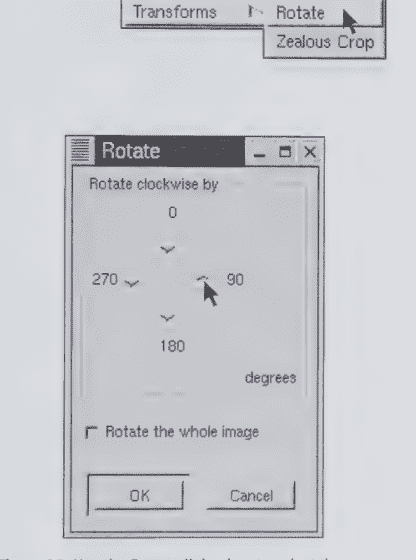 Transforms
Rotate
Zealous Crop
Rotate
Rotate clockwise by
0
270
90
180
degrees
Rotate the whole image
OK
Cancel